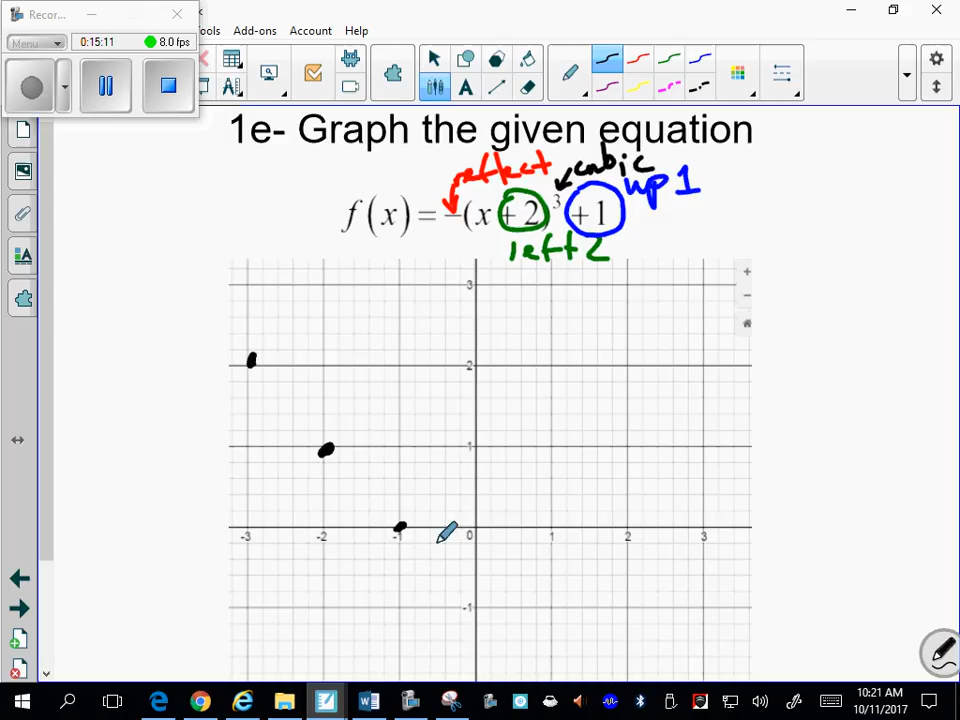 Recor...
Menu
0:15:11
8.0 fps
Tools Add-ons Account Help
1e- Graph the given equation
reflect
cubic
up 1
f(x) = −(x + 2)³ + 1
left 2
3
2
1
-3 -2 -1 0 1 2 3
-1
10:21 AM
10/11/2017